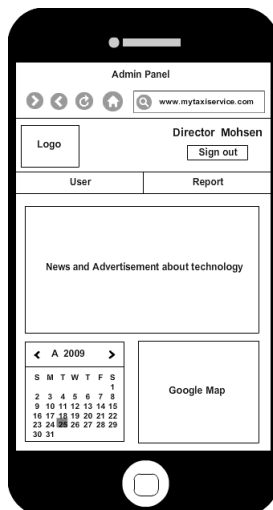 Admin Panel
www.mytaxiservice.com
Logo
Director Mohsen
Sign out
User Report
News and Advertisement about technology
A 2009
S M T W T F S
1
2 3 4 5 6 7 8
9 10 11 12 13 14 15
16 17 18 19 20 21 22
23 24 25 26 27 28 29
30 31
Google Map